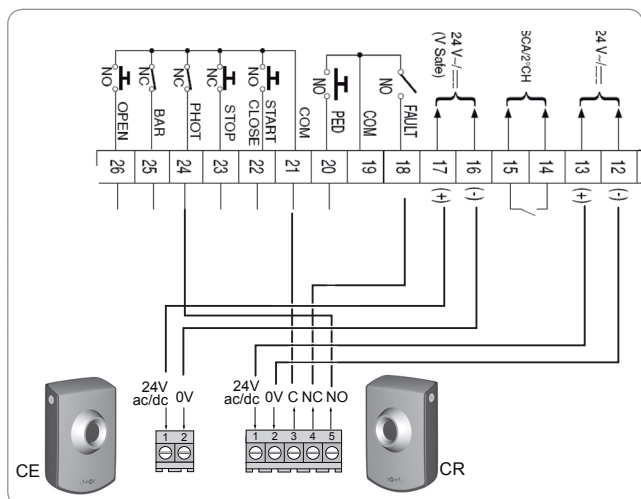 24 V ~/⎓
(V Safe)
SCA/2°CH
24 V ~/⎓
NO
NC
NC
NC
NO
NO
NO
OPEN
BAR
PHOT
STOP
START
CLOSE
COM
PED
COM
FAULT
26 25 24 23 22 21 20 19 18 17 16 15 14 13 12
(+) (-) (+) (-)
24V
ac/dc 0V
24V
ac/dc 0V C NC NO
1 2
1 2 3 4 5
CE
CR